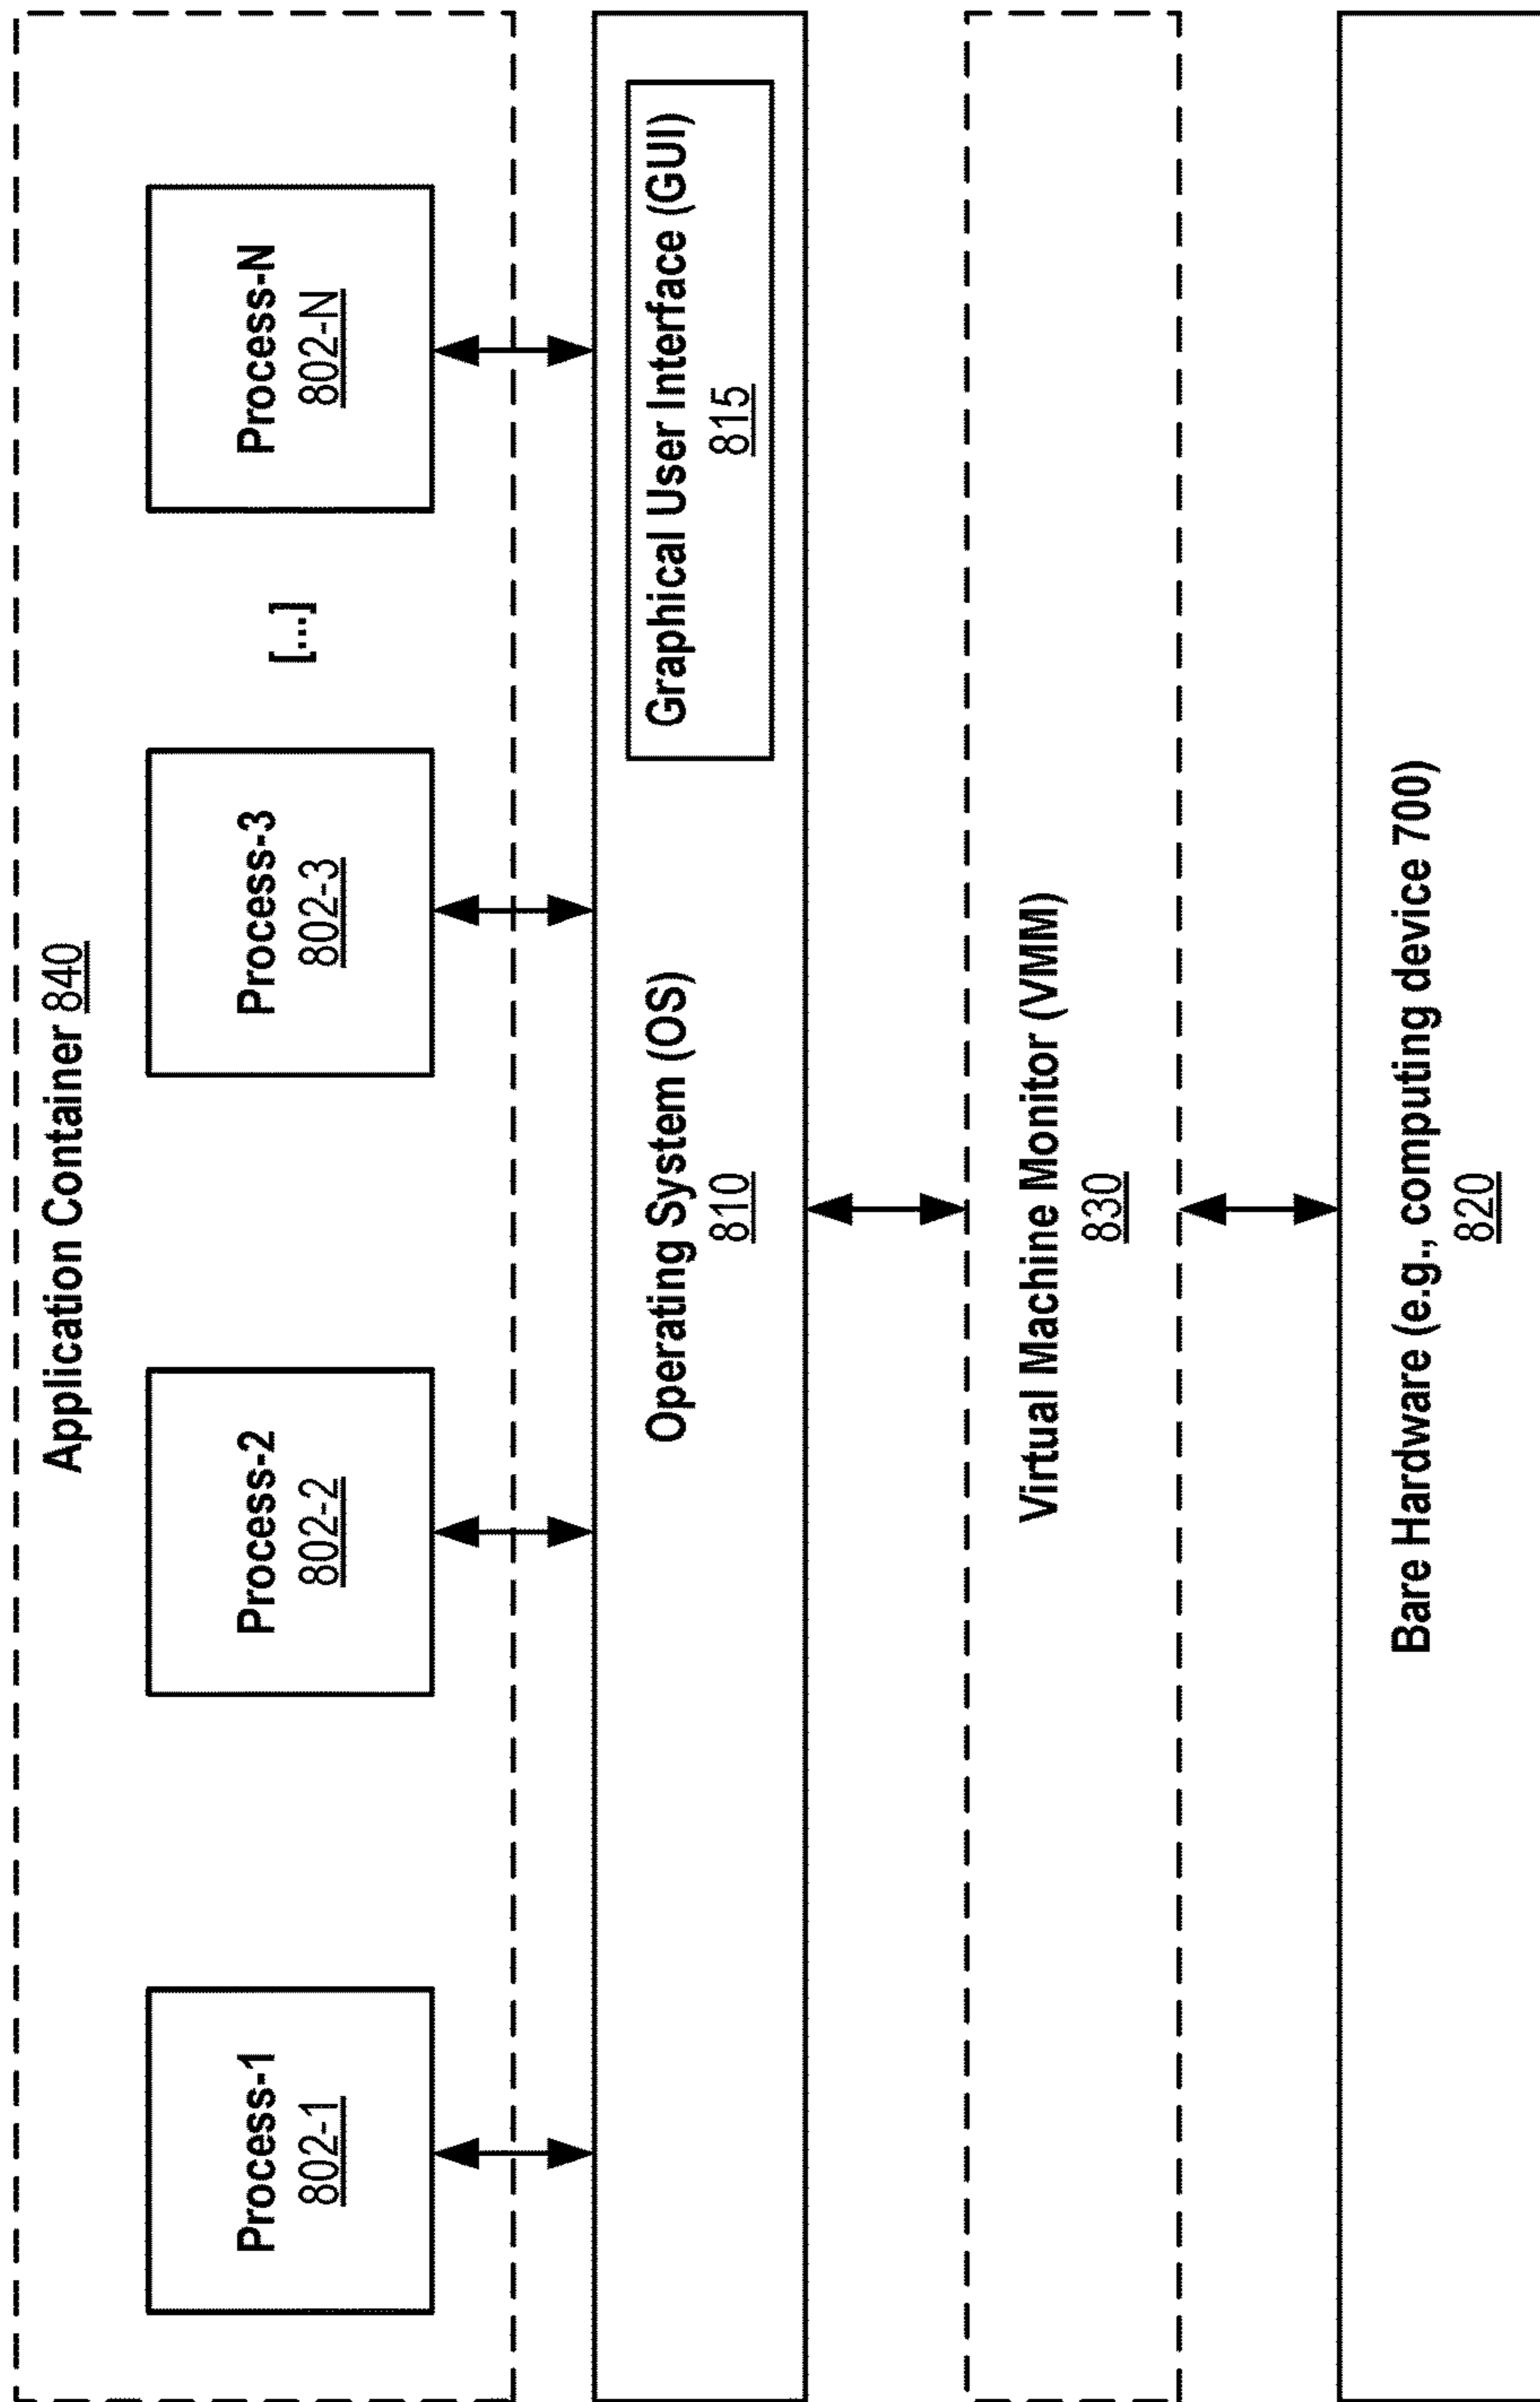 Application Container 840
Process-1
802-1
Process-2
802-2
Process-3
802-3
[...]
Process-N
802-N
Operating System (OS)
810
Graphical User Interface (GUI)
815
Virtual Machine Monitor (VMM)
830
Bare Hardware (e.g., computing device 700)
820